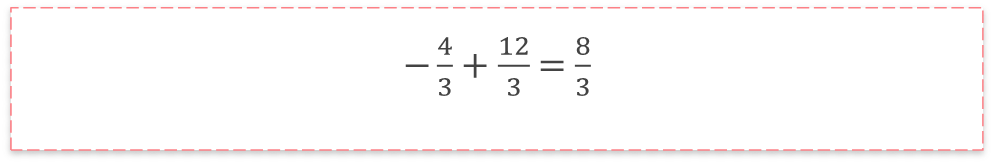 −4/3 + 12/3 = 8/3